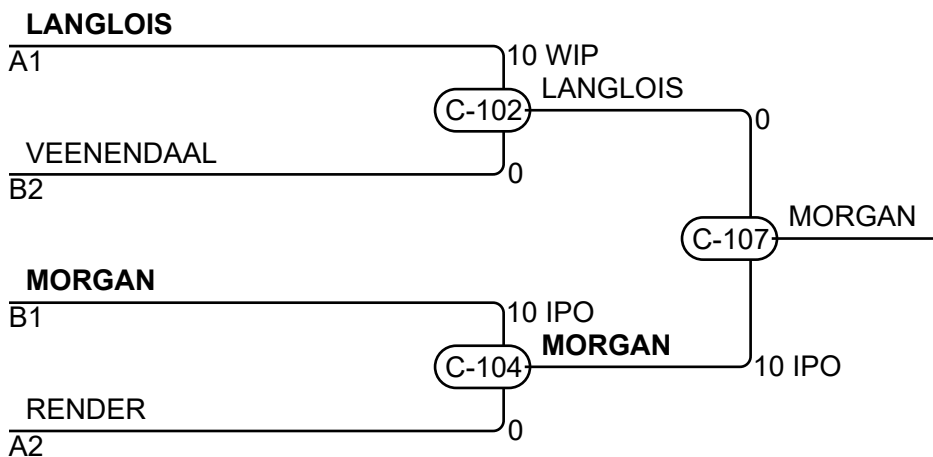 LANGLOIS
A1
10 WIP
C-102
LANGLOIS
0
VEENENDAAL
B2
0
C-107
MORGAN
MORGAN
B1
10 IPO
C-104
MORGAN
10 IPO
RENDER
A2
0